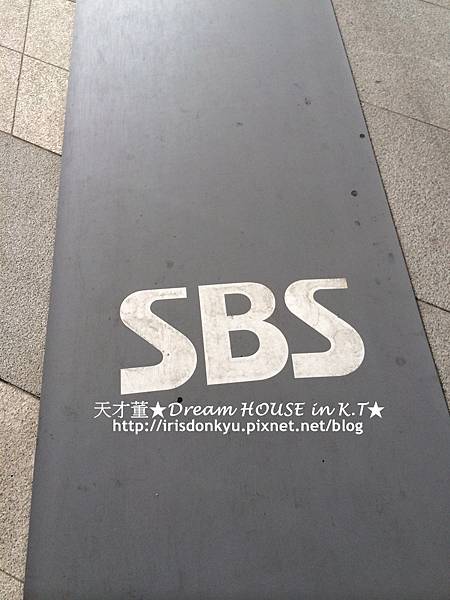 SBS
天才董★Dream HOUSE in K.T★
http://irisdonkyu.pixnet.net/blog